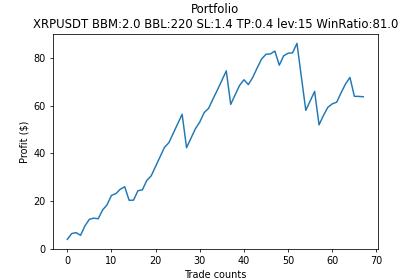 Portfolio
XRPUSDT BBM:2.0 BBL:220 SL:1.4 TP:0.4 lev:15 WinRatio:81.0
80
60
40
20
0
Profit ($)
0 10 20 30 40 50 60 70
Trade counts